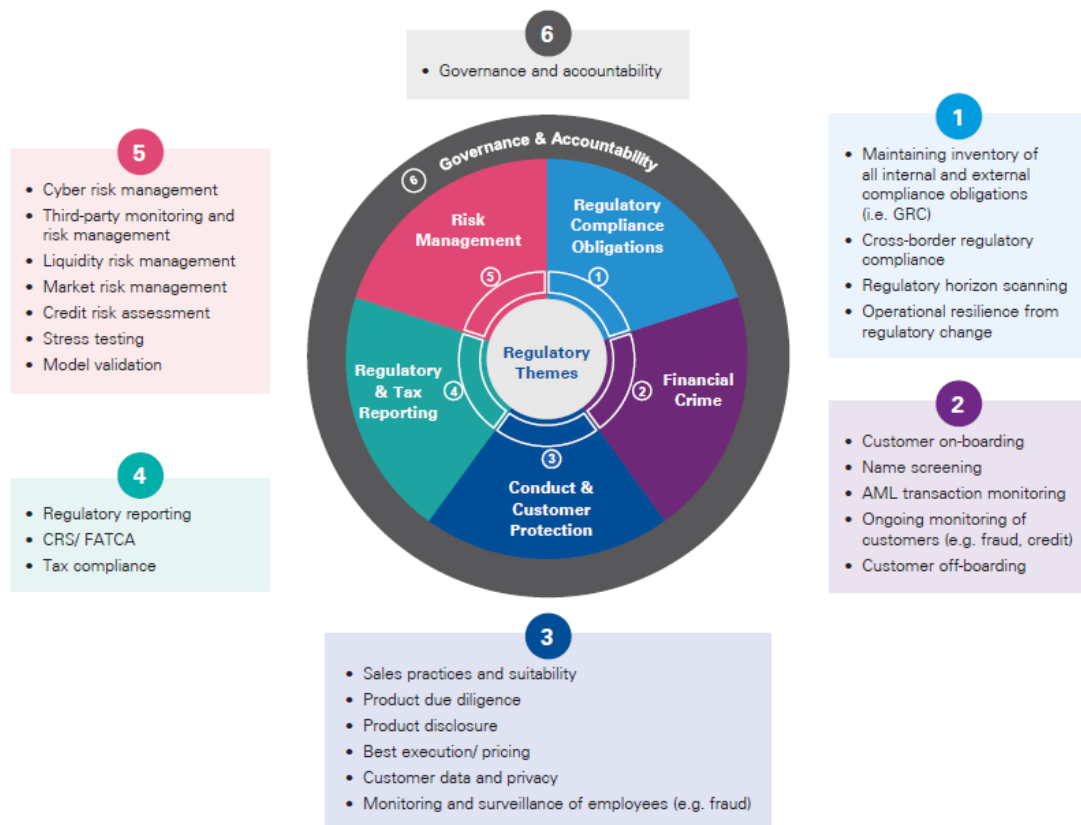 6
• Governance and accountability
1
• Maintaining inventory of
all internal and external
compliance obligations
(i.e. GRC)
• Cross-border regulatory
compliance
• Regulatory horizon scanning
• Operational resilience from
regulatory change
2
• Customer on-boarding
• Name screening
• AML transaction monitoring
• Ongoing monitoring of
customers (e.g. fraud, credit)
• Customer off-boarding
3
• Sales practices and suitability
• Product due diligence
• Product disclosure
• Best execution/ pricing
• Customer data and privacy
• Monitoring and surveillance of employees (e.g. fraud)
4
• Regulatory reporting
• CRS/ FATCA
• Tax compliance
5
• Cyber risk management
• Third-party monitoring and
risk management
• Liquidity risk management
• Market risk management
• Credit risk assessment
• Stress testing
• Model validation
6 Governance & Accountability
Regulatory
Compliance
Obligations
1
Financial
Crime
2
3
Conduct &
Customer
Protection
Regulatory
& Tax
Reporting
4
Risk
Management
5
Regulatory
Themes